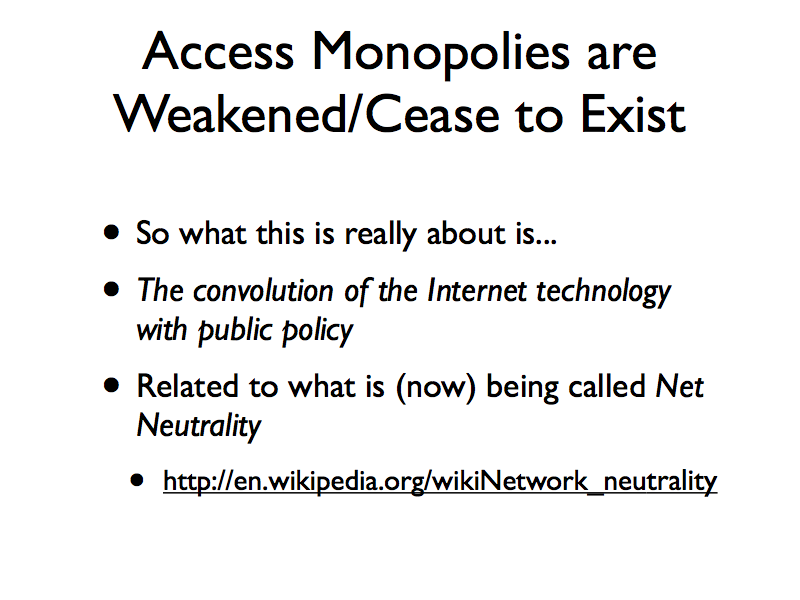 Access Monopolies are
Weakened/Cease to Exist
• So what this is really about is...
• The convolution of the Internet technology
with public policy
• Related to what is (now) being called Net
Neutrality
• http://en.wikipedia.org/wikiNetwork_neutrality